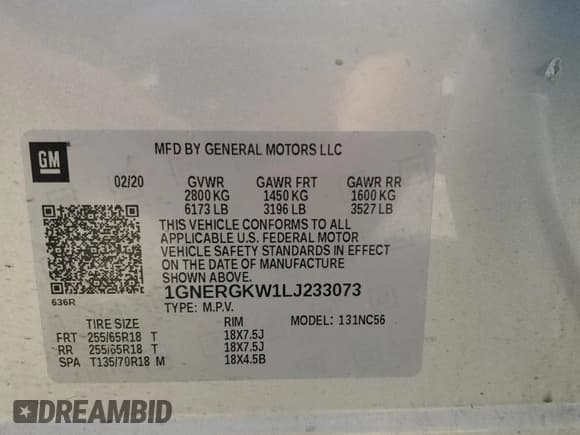 GM
MFD BY GENERAL MOTORS LLC
02/20 GVWR GAWR FRT GAWR RR
2800 KG 1450 KG 1600 KG
6173 LB 3196 LB 3527 LB
THIS VEHICLE CONFORMS TO ALL
APPLICABLE U.S. FEDERAL MOTOR
VEHICLE SAFETY STANDARDS IN EFFECT
ON THE DATE OF MANUFACTURE
SHOWN ABOVE.
636R
1GNERGKW1LJ233073
TYPE: M.P.V.
TIRE SIZE RIM MODEL: 131NC56
FRT 255/65R18 T 18X7.5J
RR 255/65R18 T 18X7.5J
SPA T135/70R18 M 18X4.5B
DREAMBID